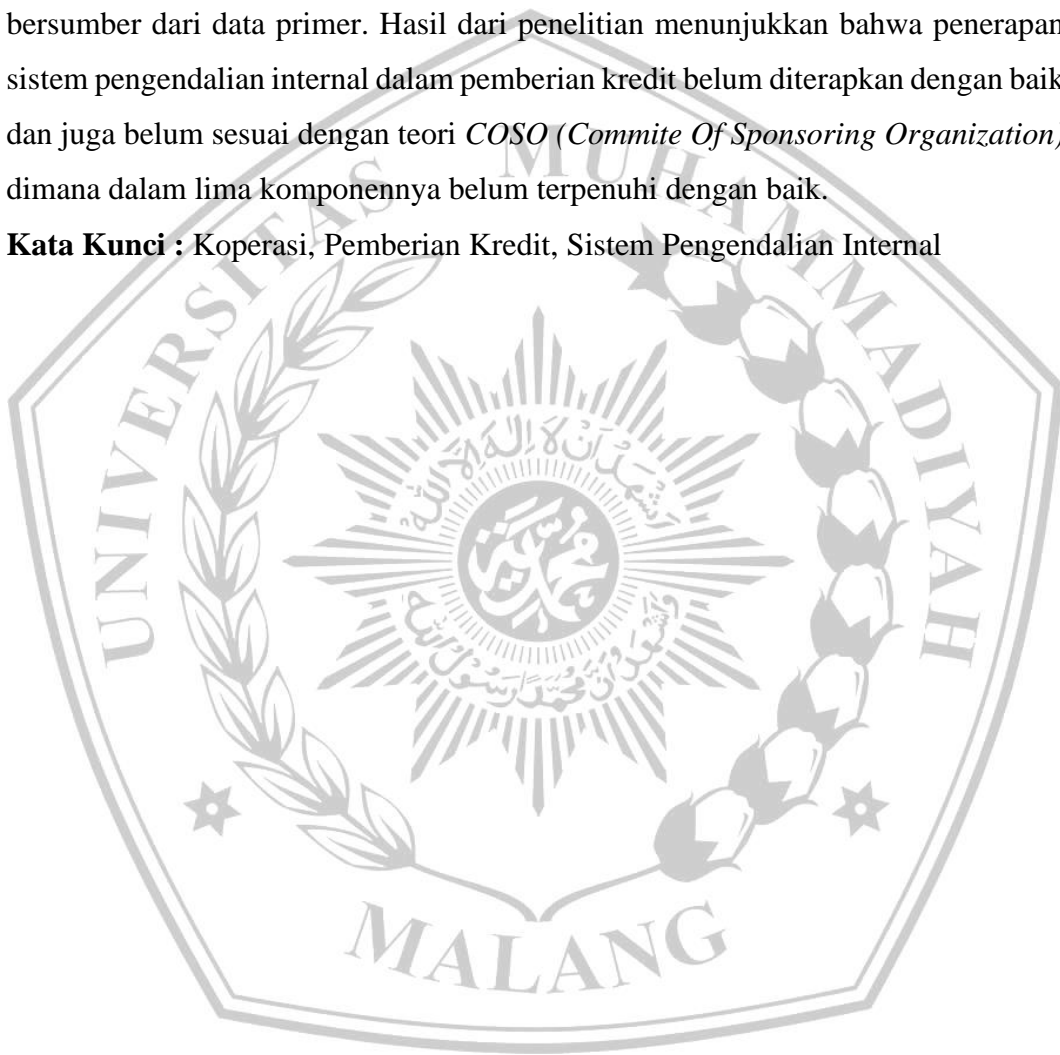 bersumber dari data primer. Hasil dari penelitian menunjukkan bahwa penerapan
sistem pengendalian internal dalam pemberian kredit belum diterapkan dengan baik
dan juga belum sesuai dengan teori COSO (Commite Of Sponsoring Organization)
dimana dalam lima komponennya belum terpenuhi dengan baik.
Kata Kunci : Koperasi, Pemberian Kredit, Sistem Pengendalian Internal
UNIVERSITAS MUHAMMADIYAH
MALANG